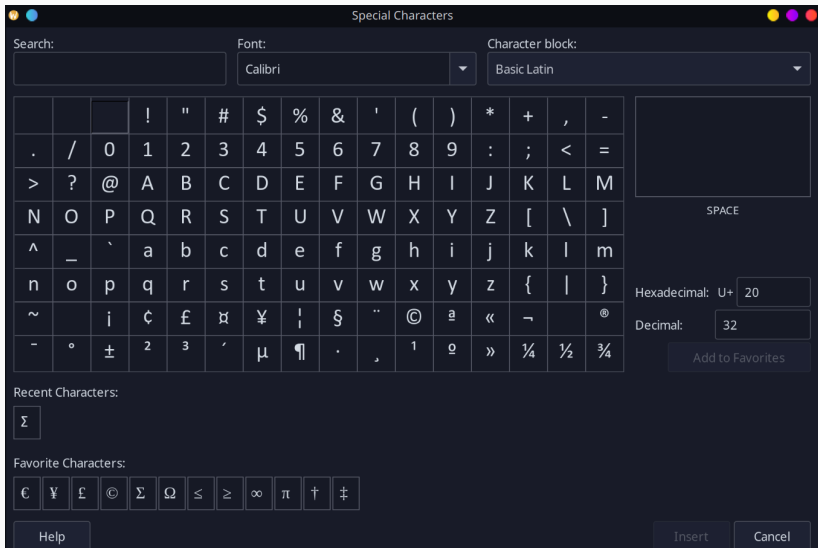 Special Characters
Search: Font: Character block:
Calibri Basic Latin
! " # $ % & ' ( ) * + , -
. / 0 1 2 3 4 5 6 7 8 9 : ; < =
> ? @ A B C D E F G H I J K L M
N O P Q R S T U V W X Y Z [ \ ]
^ _ ` a b c d e f g h i j k l m
n o p q r s t u v w x y z { | }
~ ¡ ¢ £ ¤ ¥ ¦ § ¨ © ª « ¬ ®
¯ ° ± ² ³ ´ µ ¶ · ¸ ¹ º » ¼ ½ ¾
SPACE
Hexadecimal: U+ 20
Decimal: 32
Add to Favorites
Recent Characters:
Σ
Favorite Characters:
€ ¥ £ © Σ Ω ≤ ≥ ∞ π † ‡
Help Insert Cancel